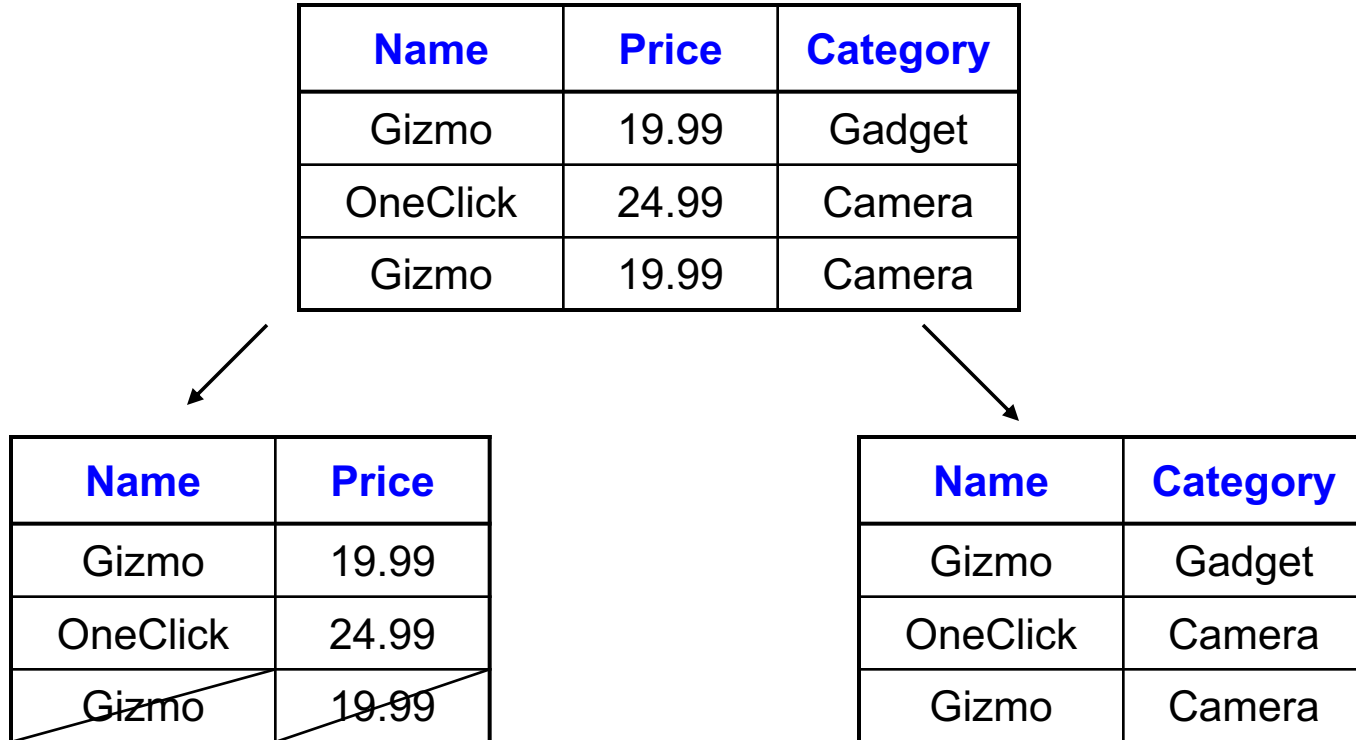 Name Price Category
Gizmo 19.99 Gadget
OneClick 24.99 Camera
Gizmo 19.99 Camera
Name Price
Gizmo 19.99
OneClick 24.99
Gizmo 19.99
Name Category
Gizmo Gadget
OneClick Camera
Gizmo Camera